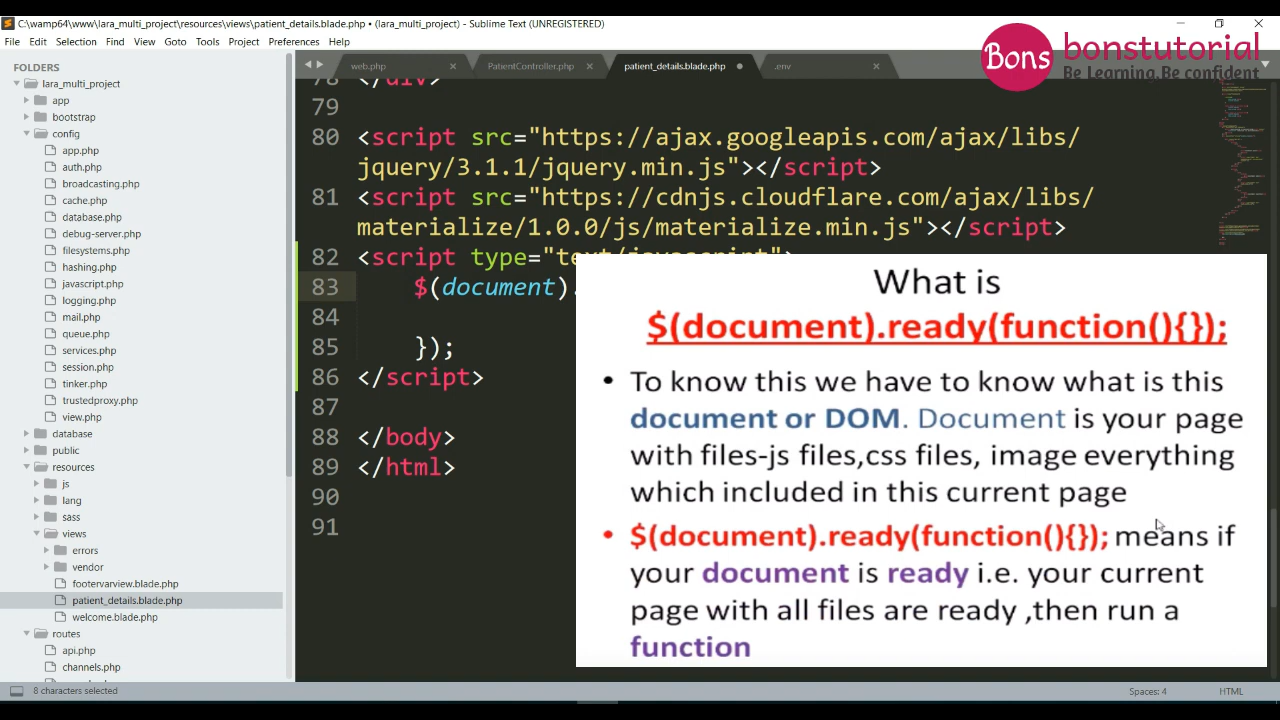 C:\wamp64\www\lara_multi_project\resources\views\patient_details.blade.php • (lara_multi_project) - Sublime Text (UNREGISTERED)
File Edit Selection Find View Goto Tools Project Preferences Help
Bons bonstutorial
Be Learning,Be confident
FOLDERS
lara_multi_project
app
bootstrap
config
app.php
auth.php
broadcasting.php
cache.php
database.php
debug-server.php
filesystems.php
hashing.php
javascript.php
logging.php
mail.php
queue.php
services.php
session.php
tinker.php
trustedproxy.php
view.php
database
public
resources
js
lang
sass
views
errors
vendor
footervarview.blade.php
patient_details.blade.php
welcome.blade.php
routes
api.php
channels.php
web.php PatientController.php patient_details.blade.php .env
78 </div>
79
80 <script src="https://ajax.googleapis.com/ajax/libs/
jquery/3.1.1/jquery.min.js"></script>
81 <script src="https://cdnjs.cloudflare.com/ajax/libs/
materialize/1.0.0/js/materialize.min.js"></script>
82 <script type="text/javascript">
83 $(document).
84
85 });
86 </script>
87
88 </body>
89 </html>
90
91
What is
$(document).ready(function(){});
• To know this we have to know what is this
document or DOM. Document is your page
with files-js files,css files, image everything
which included in this current page
• $(document).ready(function(){}); means if
your document is ready i.e. your current
page with all files are ready ,then run a
function
8 characters selected Spaces: 4 HTML